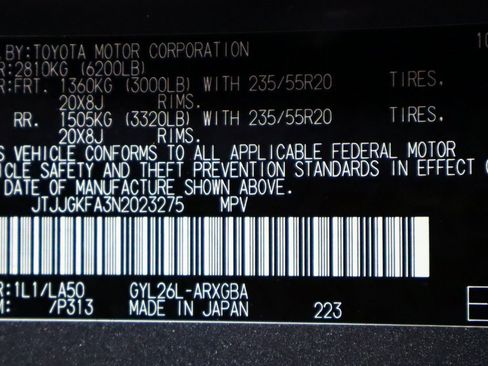 BY: TOYOTA MOTOR CORPORATION 10
R: 2810KG (6200LB)
R: FRT. 1360KG (3000LB) WITH 235/55R20 TIRES,
20X8J RIMS.
RR. 1505KG (3320LB) WITH 235/55R20 TIRES,
20X8J RIMS.
S VEHICLE CONFORMS TO ALL APPLICABLE FEDERAL MOTOR
ICLE SAFETY AND THEFT PREVENTION STANDARDS IN EFFECT O
DATE OF MANUFACTURE SHOWN ABOVE.
JTJJGKFA3N2023275 MPV
R: 1L1/LA50 GYL26L-ARXGBA
M: /P313 MADE IN JAPAN 223